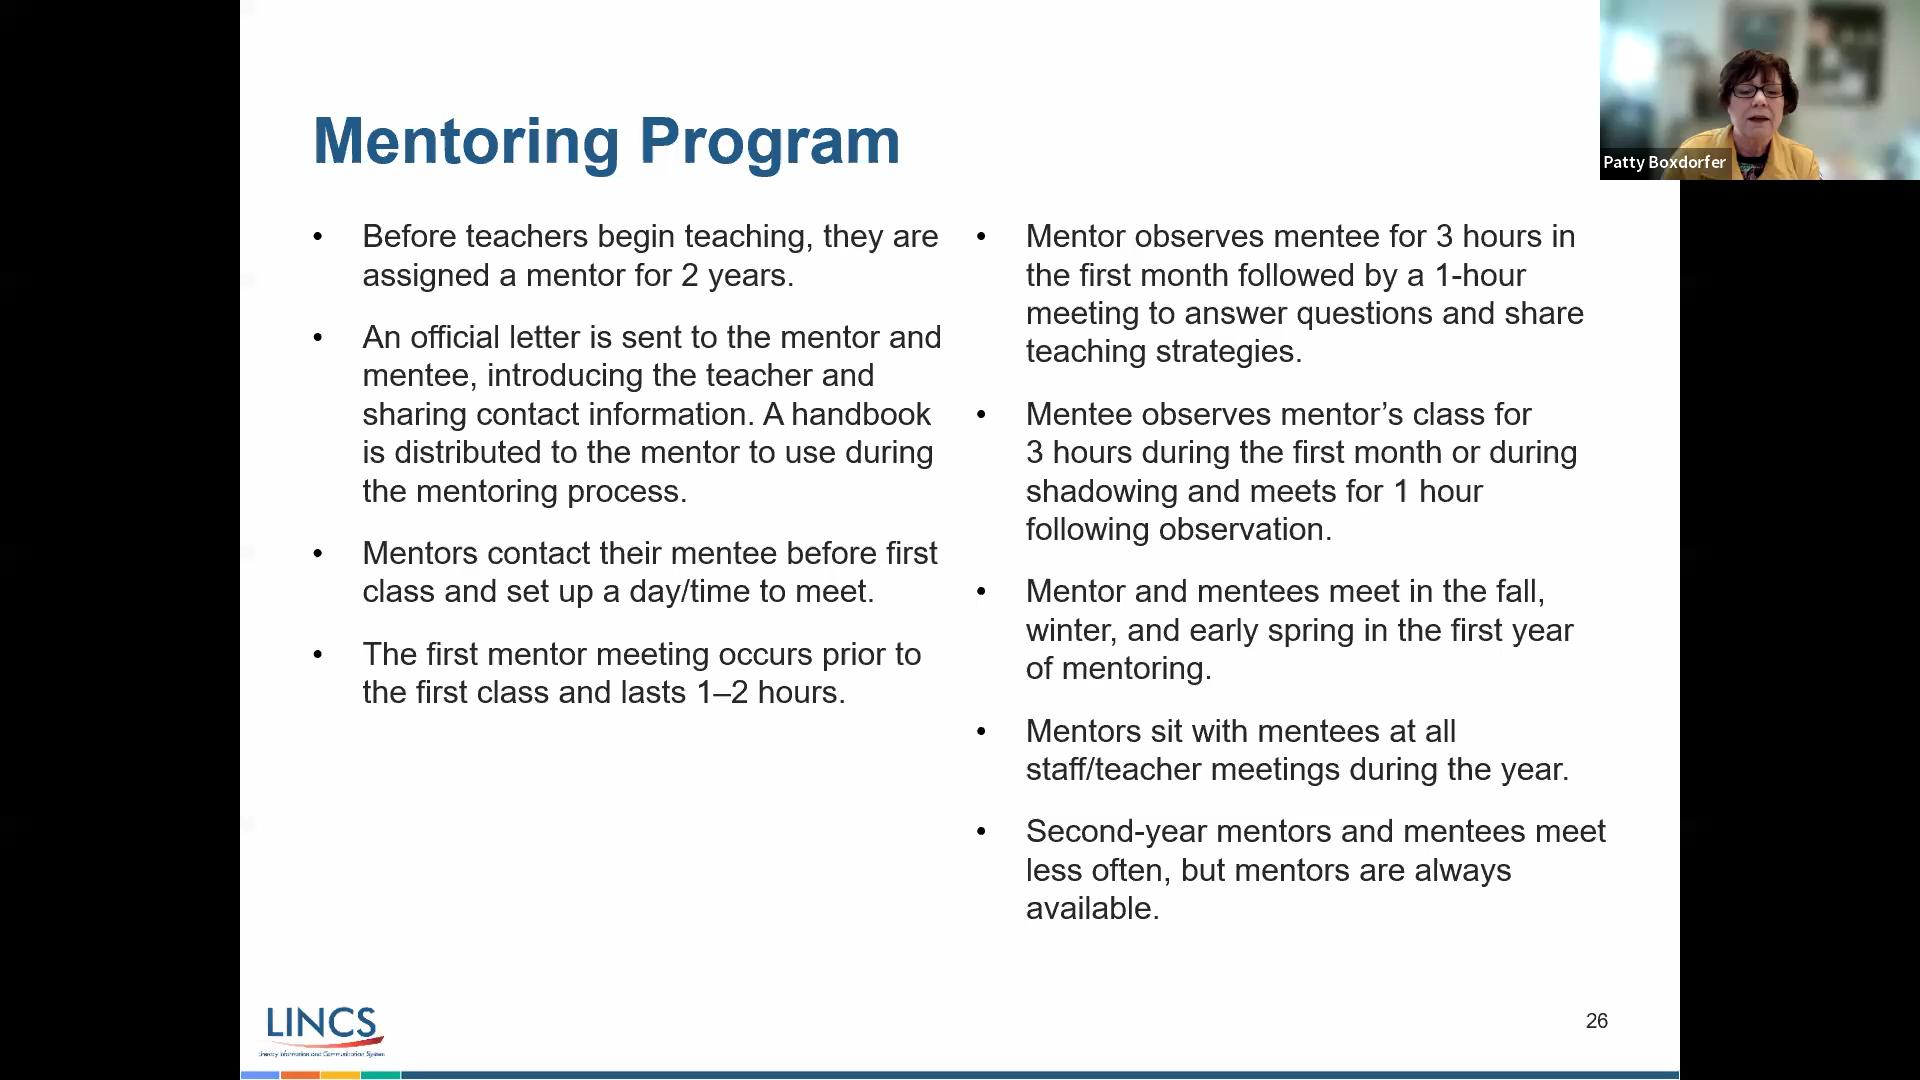 Mentoring Program
• Before teachers begin teaching, they are
assigned a mentor for 2 years.
• An official letter is sent to the mentor and
mentee, introducing the teacher and
sharing contact information. A handbook
is distributed to the mentor to use during
the mentoring process.
• Mentors contact their mentee before first
class and set up a day/time to meet.
• The first mentor meeting occurs prior to
the first class and lasts 1–2 hours.
• Mentor observes mentee for 3 hours in
the first month followed by a 1-hour
meeting to answer questions and share
teaching strategies.
• Mentee observes mentor’s class for
3 hours during the first month or during
shadowing and meets for 1 hour
following observation.
• Mentor and mentees meet in the fall,
winter, and early spring in the first year
of mentoring.
• Mentors sit with mentees at all
staff/teacher meetings during the year.
• Second-year mentors and mentees meet
less often, but mentors are always
available.
Patty Boxdorfer
LINCS
Literacy Information and Communication System
26